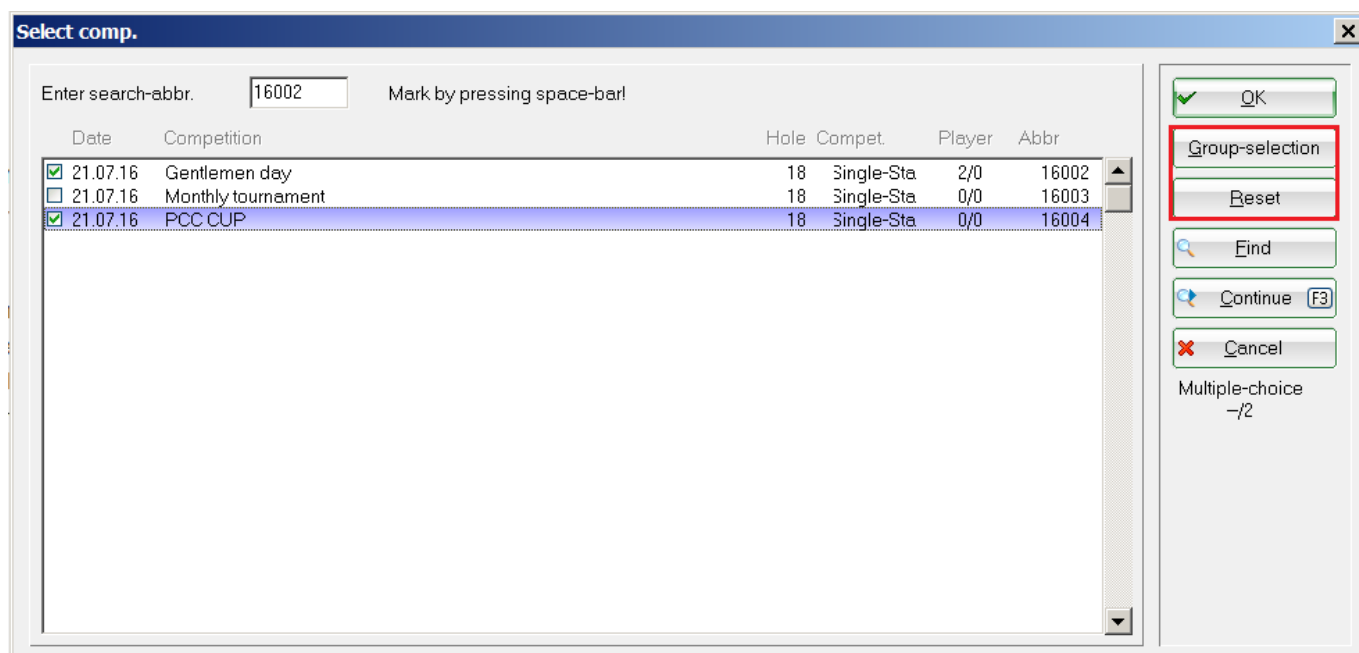 Select comp.
Enter search-abbr. 16002 Mark by pressing space-bar!
Date Competition Hole Compet. Player Abbr
21.07.16 Gentlemen day 18 Single-Sta 2/0 16002
21.07.16 Monthly tournament 18 Single-Sta 0/0 16003
21.07.16 PCC CUP 18 Single-Sta 0/0 16004
OK
Group-selection
Reset
Find
Continue F3
Cancel
Multiple-choice
--/2